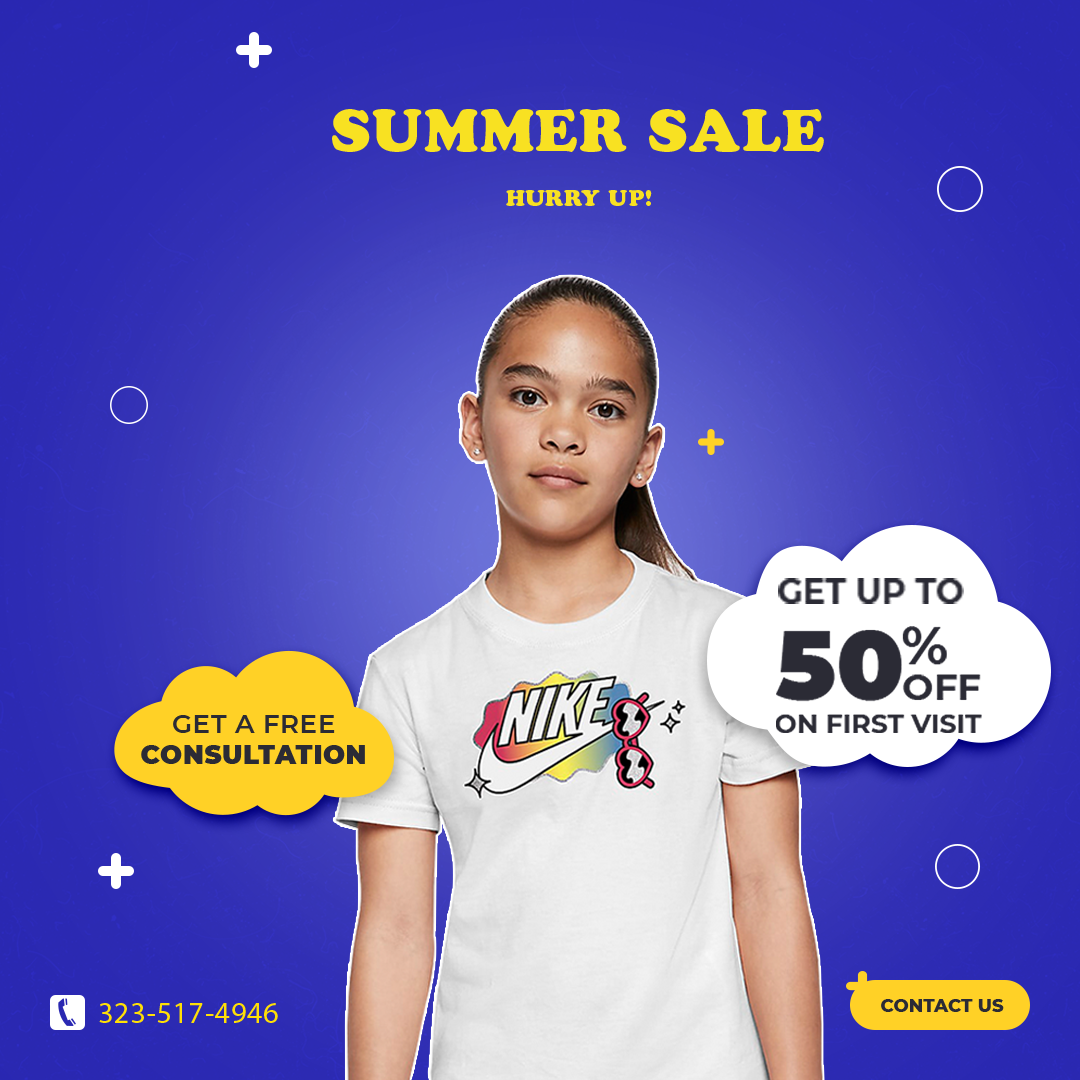 SUMMER SALE
HURRY UP!
NIKE
GET UP TO
50%
OFF
ON FIRST VISIT
GET A FREE
CONSULTATION
323-517-4946
CONTACT US